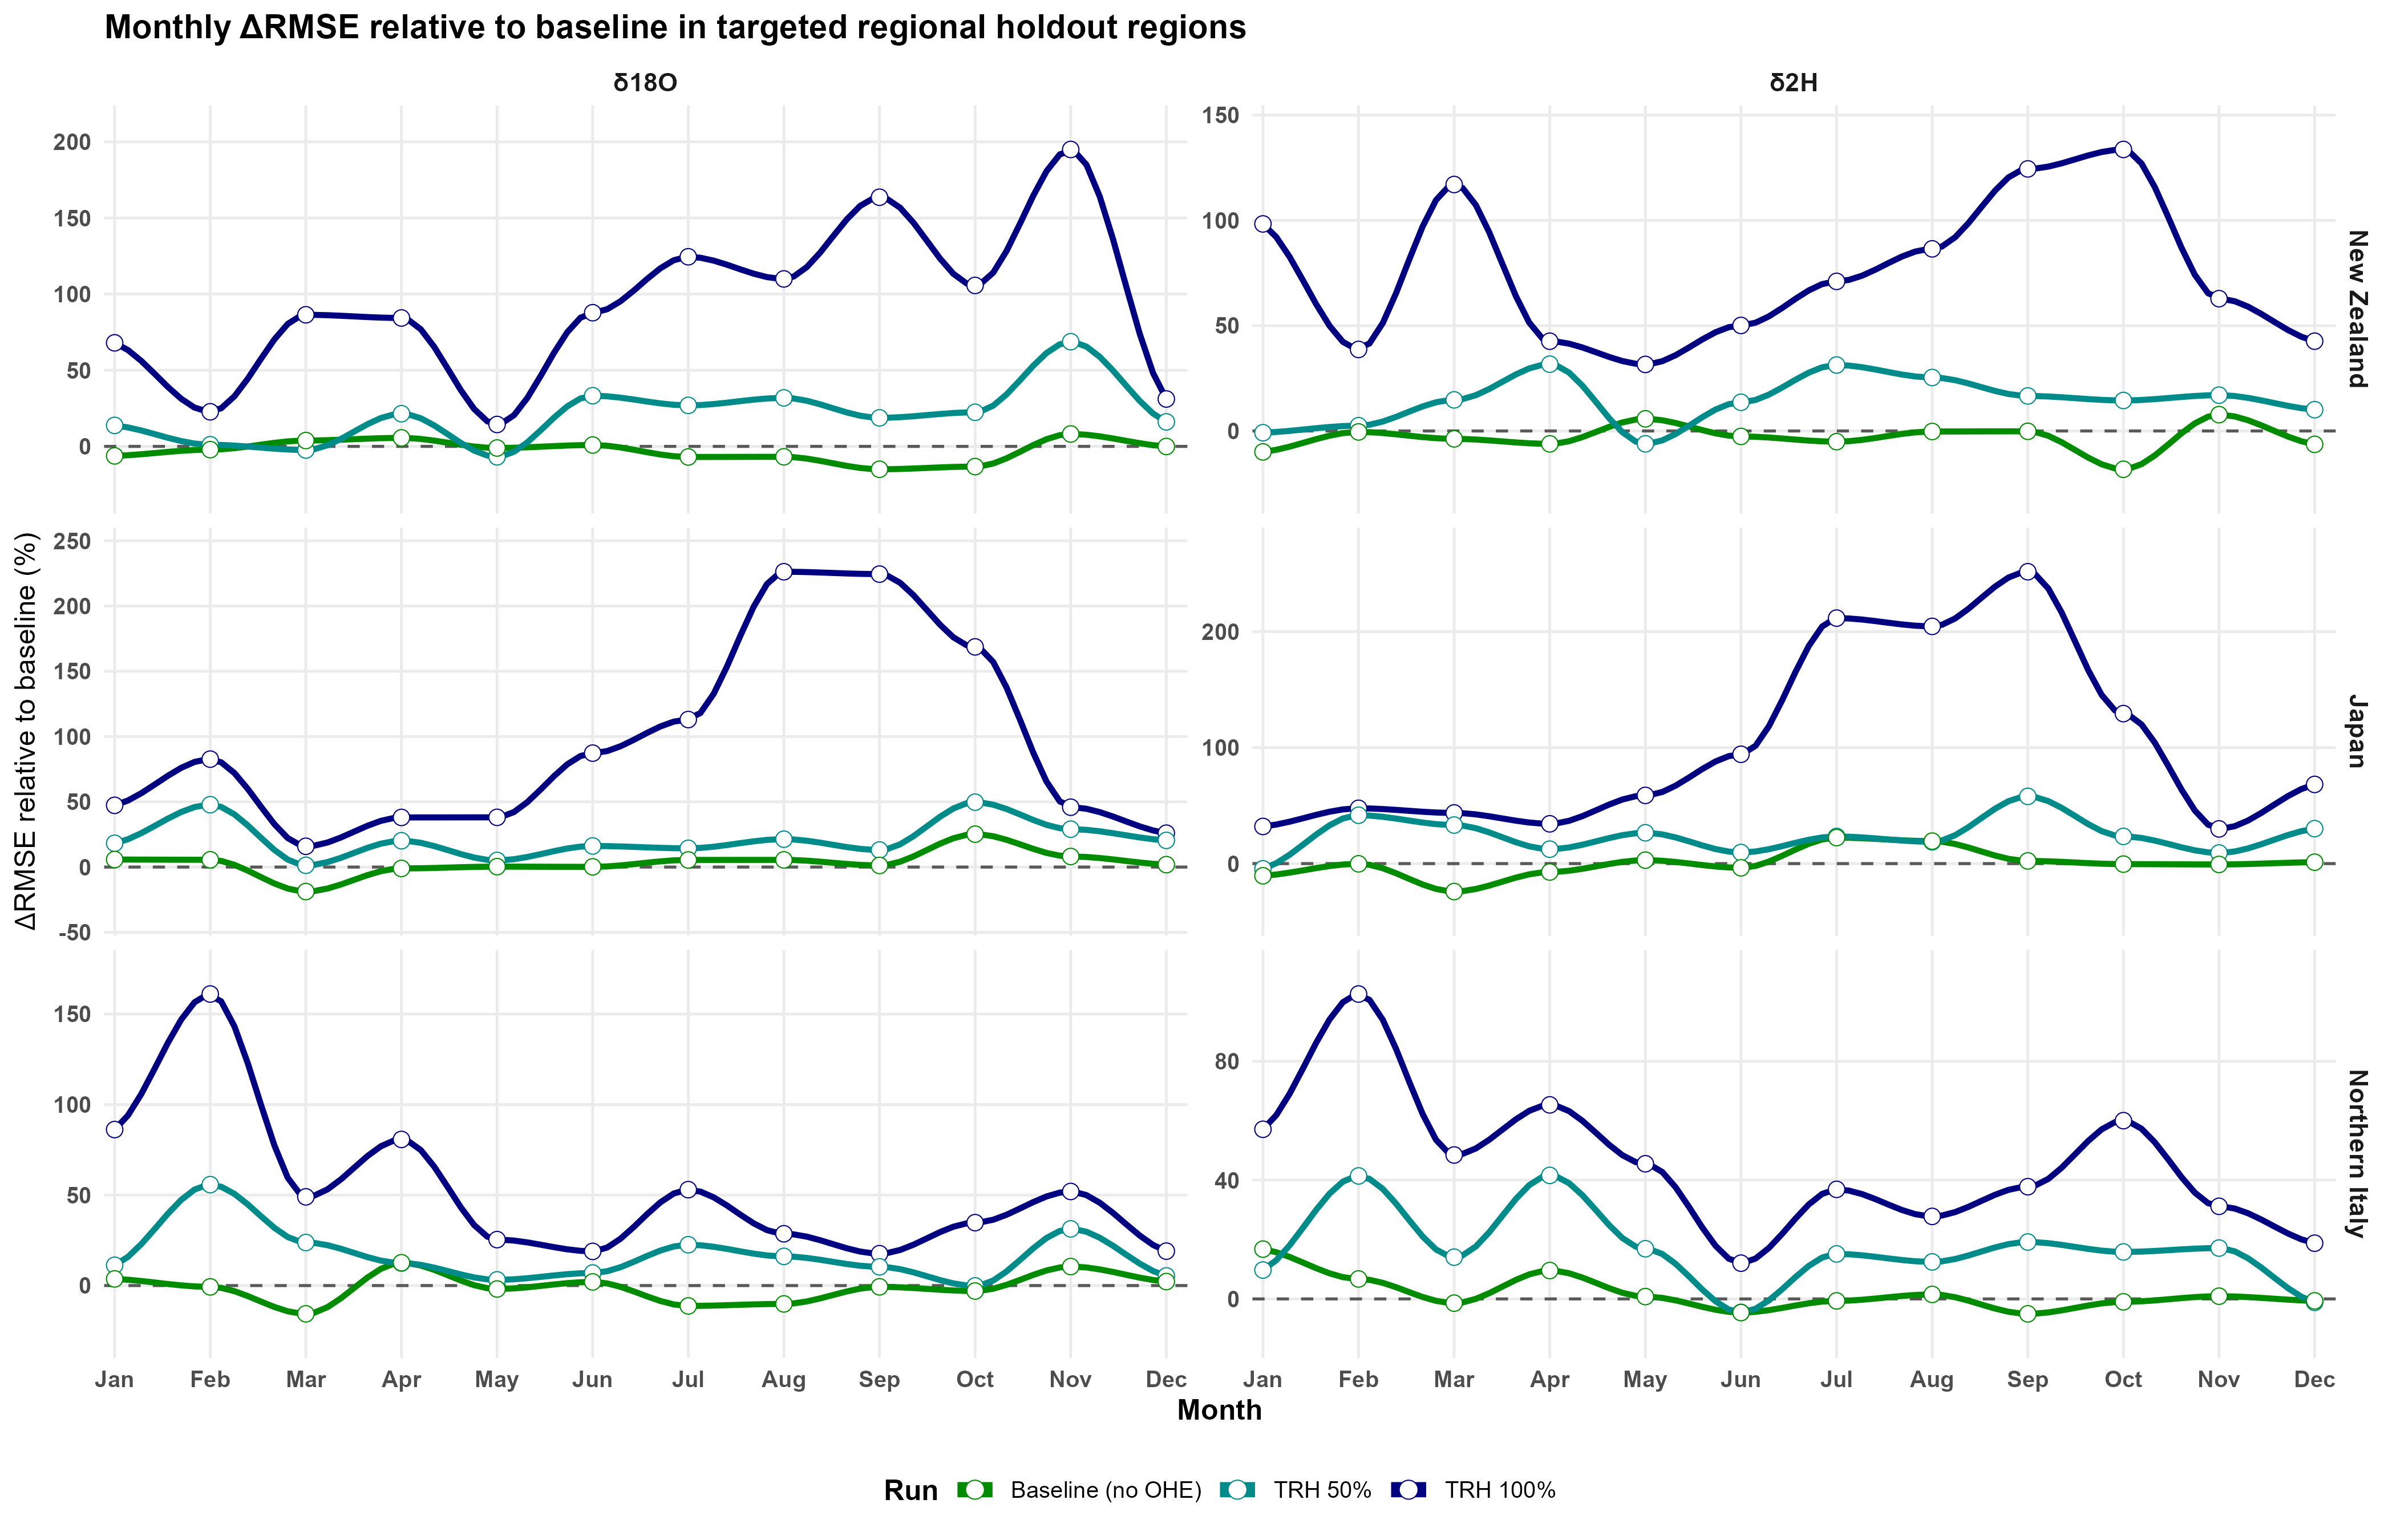 Monthly ΔRMSE relative to baseline in targeted regional holdout regions
δ18O
δ2H
200
150
100
50
0
150
100
50
0
New Zealand
ΔRMSE relative to baseline (%)
250
200
150
100
50
0
-50
200
100
0
Japan
150
100
50
0
80
40
0
Northern Italy
Jan Feb Mar Apr May Jun Jul Aug Sep Oct Nov Dec
Jan Feb Mar Apr May Jun Jul Aug Sep Oct Nov Dec
Month
Run Baseline (no OHE) TRH 50% TRH 100%